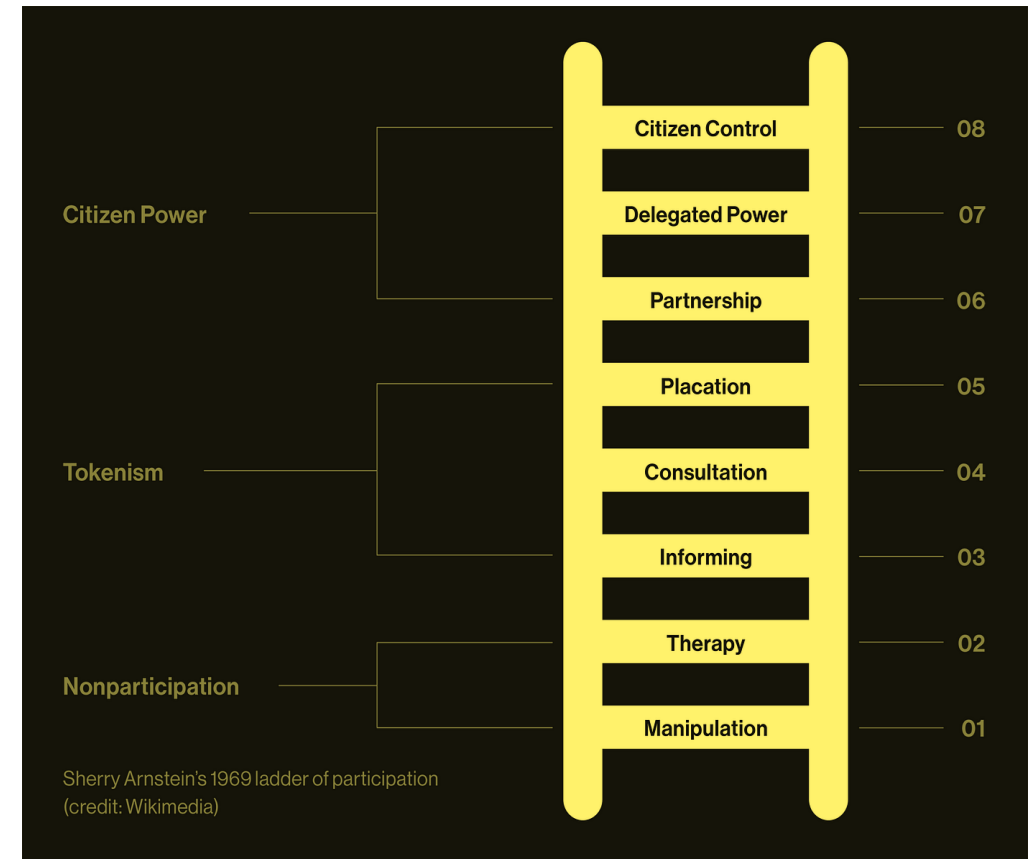 Citizen Control 08
Citizen Power Delegated Power 07
Partnership 06
Placation 05
Tokenism Consultation 04
Informing 03
Therapy 02
Nonparticipation
Manipulation 01
Sherry Arnstein's 1969 ladder of participation
(credit: Wikimedia)